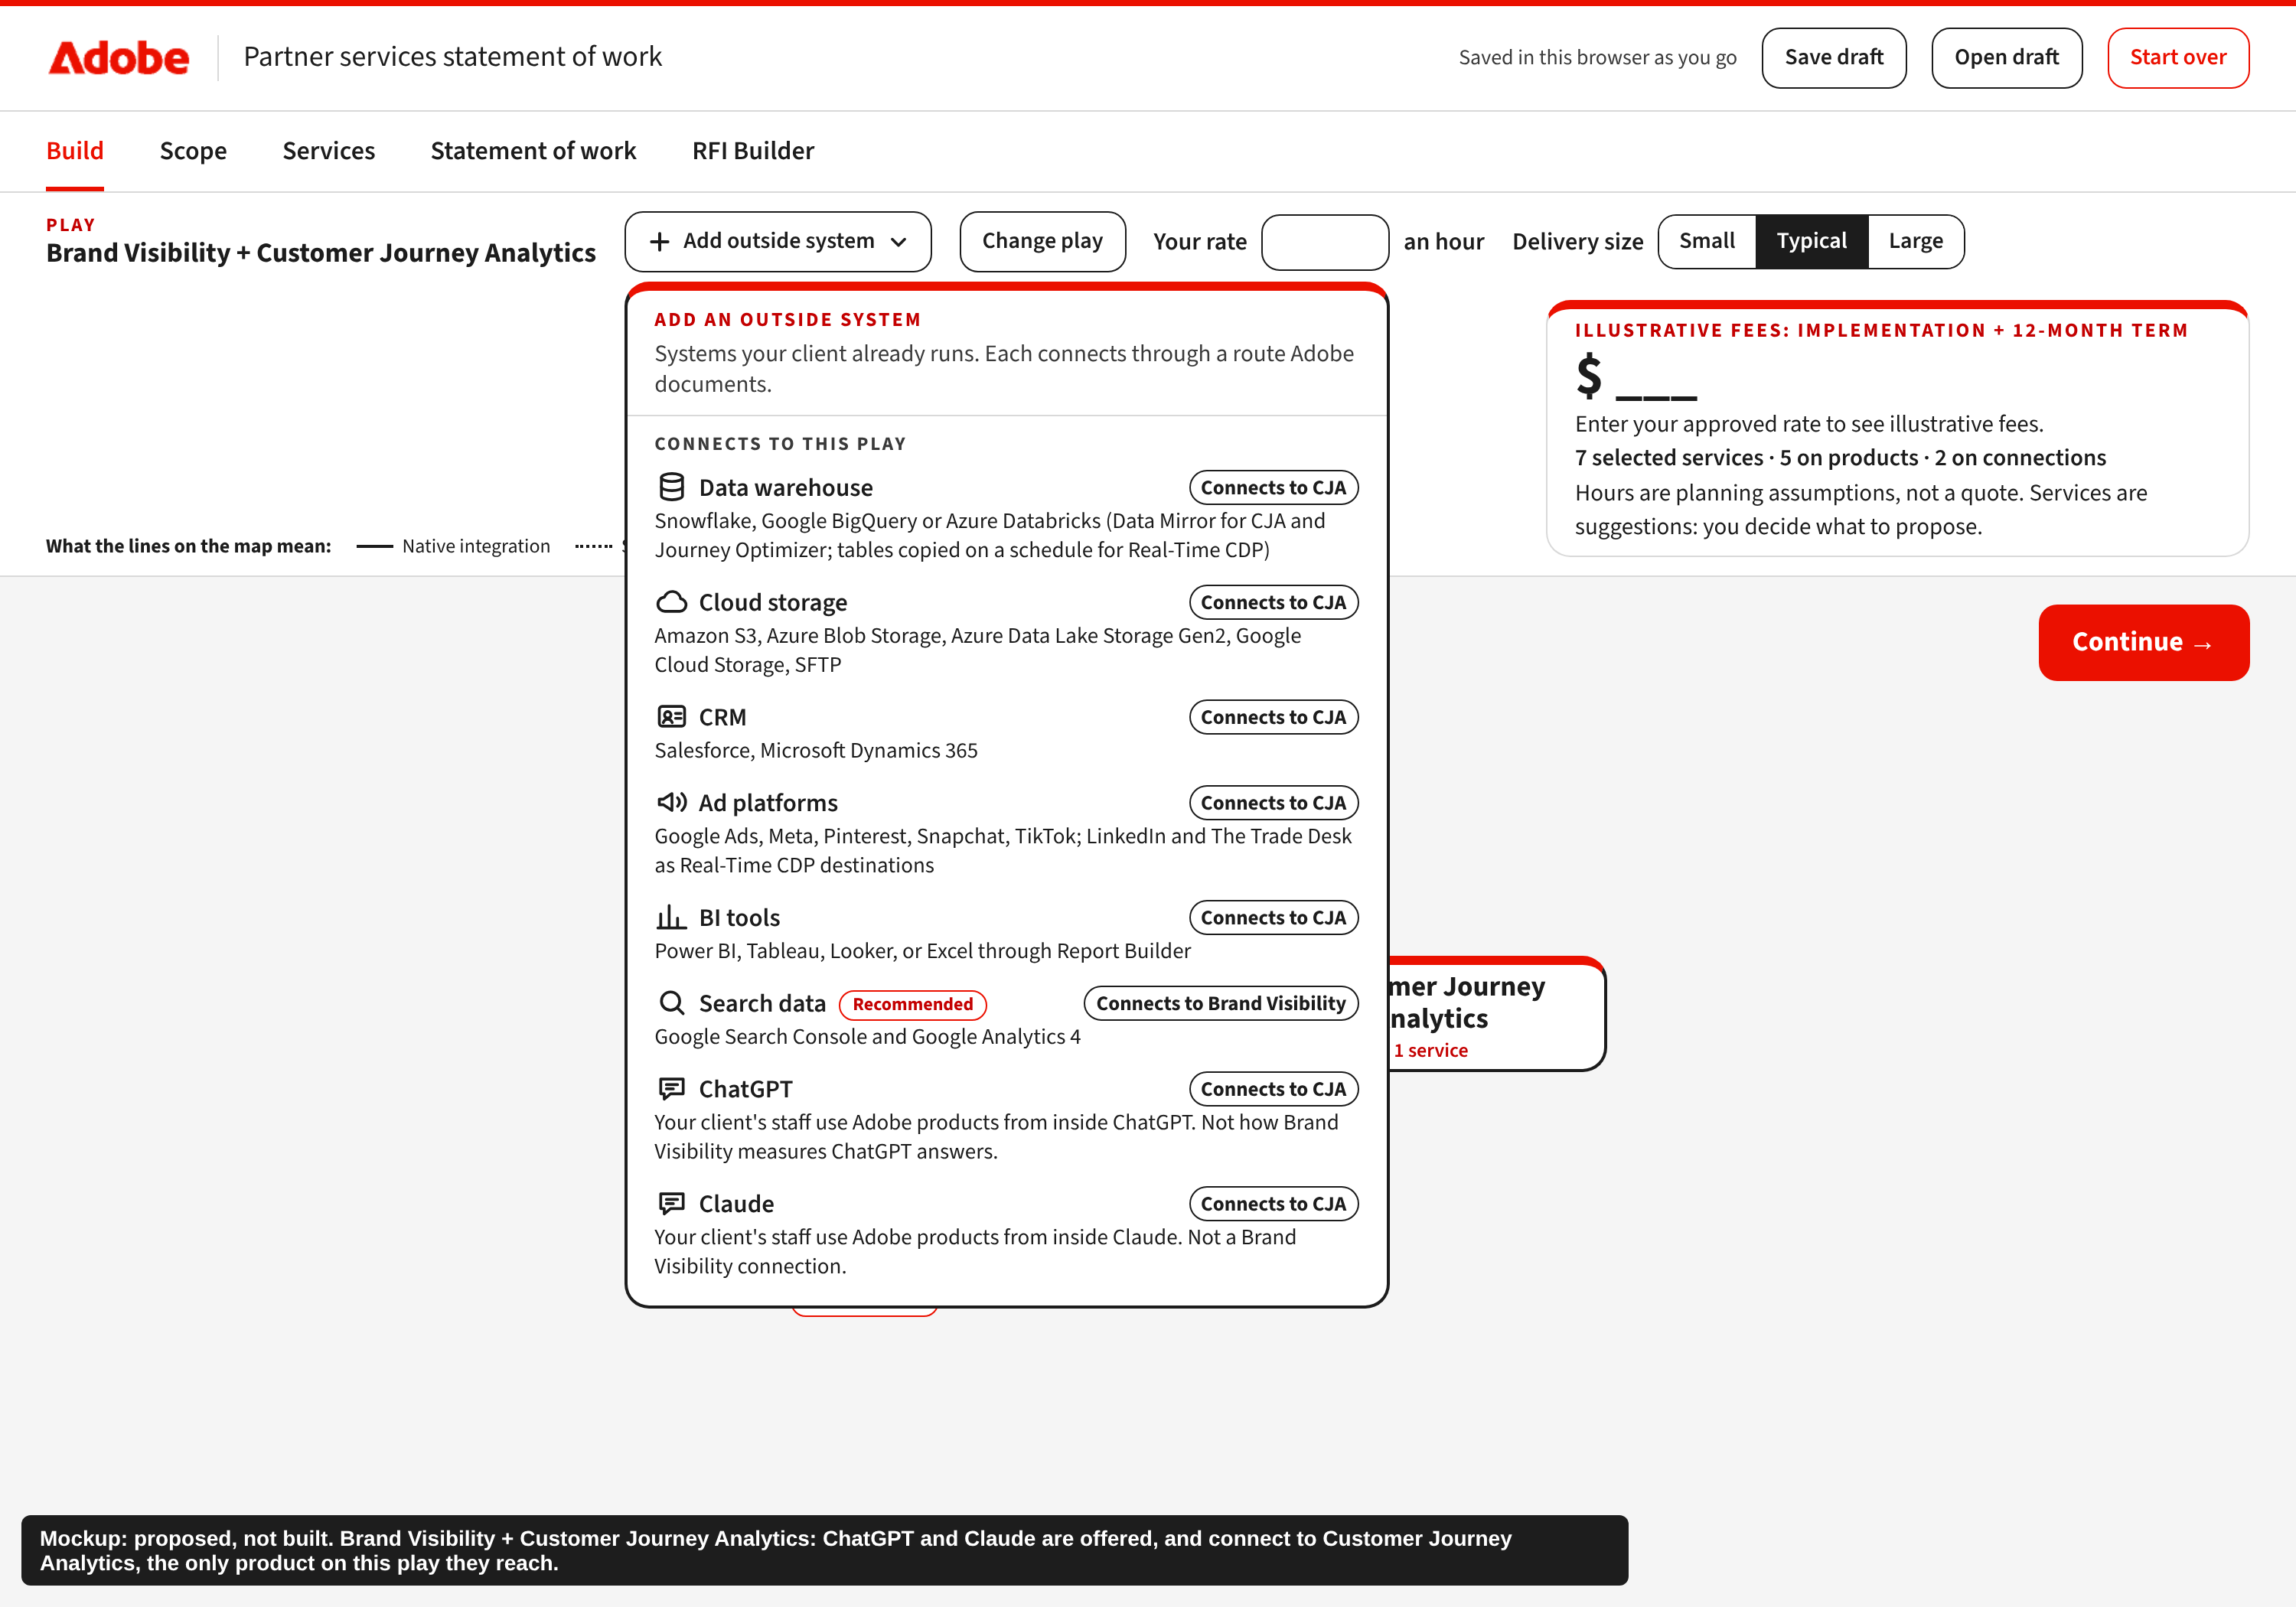 Adobe
Partner services statement of work
Saved in this browser as you go
Save draft
Open draft
Start over
Build
Scope
Services
Statement of work
RFI Builder
PLAY
Brand Visibility + Customer Journey Analytics
Add outside system
Change play
Your rate
an hour
Delivery size
Small
Typical
Large
ADD AN OUTSIDE SYSTEM
Systems your client already runs. Each connects through a route Adobe
documents.
CONNECTS TO THIS PLAY
Data warehouse
Connects to CJA
Snowflake, Google BigQuery or Azure Databricks (Data Mirror for CJA and
Journey Optimizer; tables copied on a schedule for Real-Time CDP)
Cloud storage
Connects to CJA
Amazon S3, Azure Blob Storage, Azure Data Lake Storage Gen2, Google
Cloud Storage, SFTP
CRM
Connects to CJA
Salesforce, Microsoft Dynamics 365
Ad platforms
Connects to CJA
Google Ads, Meta, Pinterest, Snapchat, TikTok; LinkedIn and The Trade Desk
as Real-Time CDP destinations
BI tools
Connects to CJA
Power BI, Tableau, Looker, or Excel through Report Builder
Search data
Recommended
Connects to Brand Visibility
Google Search Console and Google Analytics 4
ChatGPT
Connects to CJA
Your client's staff use Adobe products from inside ChatGPT. Not how Brand
Visibility measures ChatGPT answers.
Claude
Connects to CJA
Your client's staff use Adobe products from inside Claude. Not a Brand
Visibility connection.
ILLUSTRATIVE FEES: IMPLEMENTATION + 12-MONTH TERM
$ ___
Enter your approved rate to see illustrative fees.
7 selected services · 5 on products · 2 on connections
Hours are planning assumptions, not a quote. Services are
suggestions: you decide what to propose.
What the lines on the map mean:
Native integration
Continue →
mer Journey
nalytics
1 service
Mockup: proposed, not built. Brand Visibility + Customer Journey Analytics: ChatGPT and Claude are offered, and connect to Customer Journey
Analytics, the only product on this play they reach.